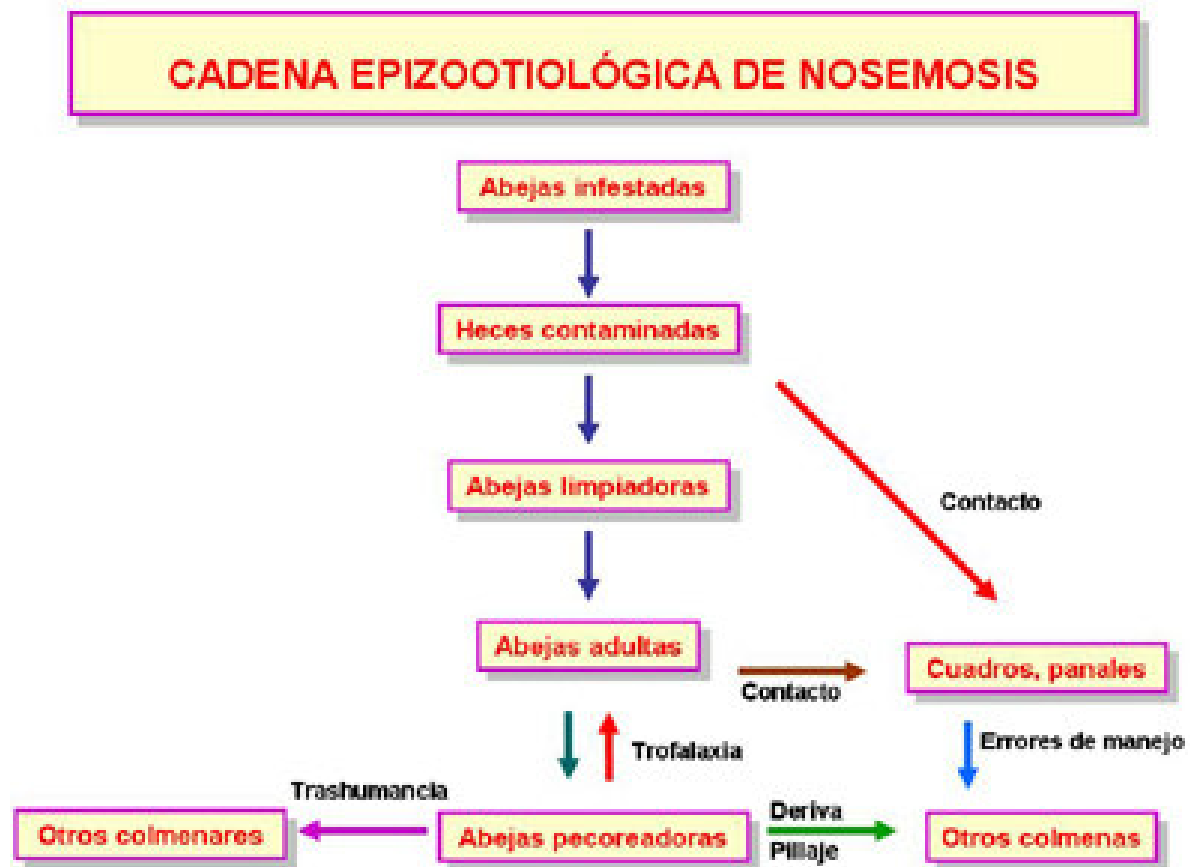 CADENA EPIZOOTIOLÓGICA DE NOSEMOSIS
Abejas infestadas
Heces contaminadas
Abejas limpiadoras
Contacto
Abejas adultas
Contacto
Cuadros, panales
Trofalaxia
Errores de manejo
Trashumancia
Otros colmenares
Abejas pecoreadoras
Deriva
Pillaje
Otros colmenas